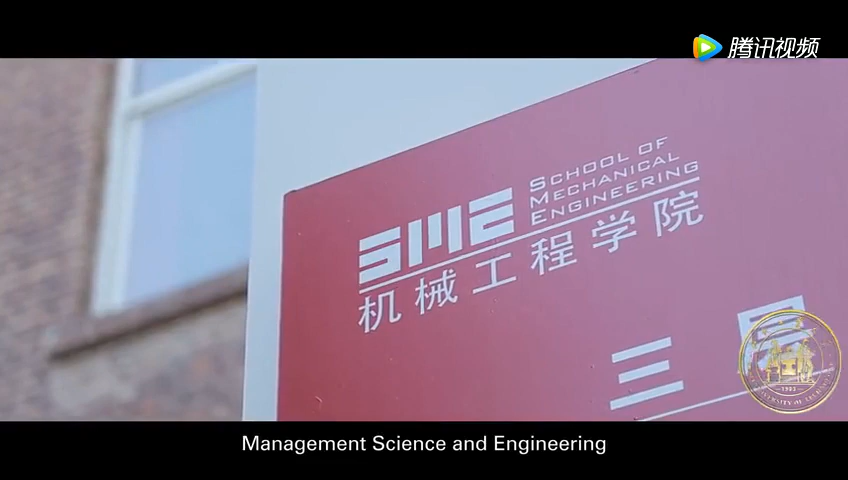 腾讯视频
SCHOOL OF
MECHANICAL
ENGINEERING
SME
机械工程学院
三
1902
Management Science and Engineering